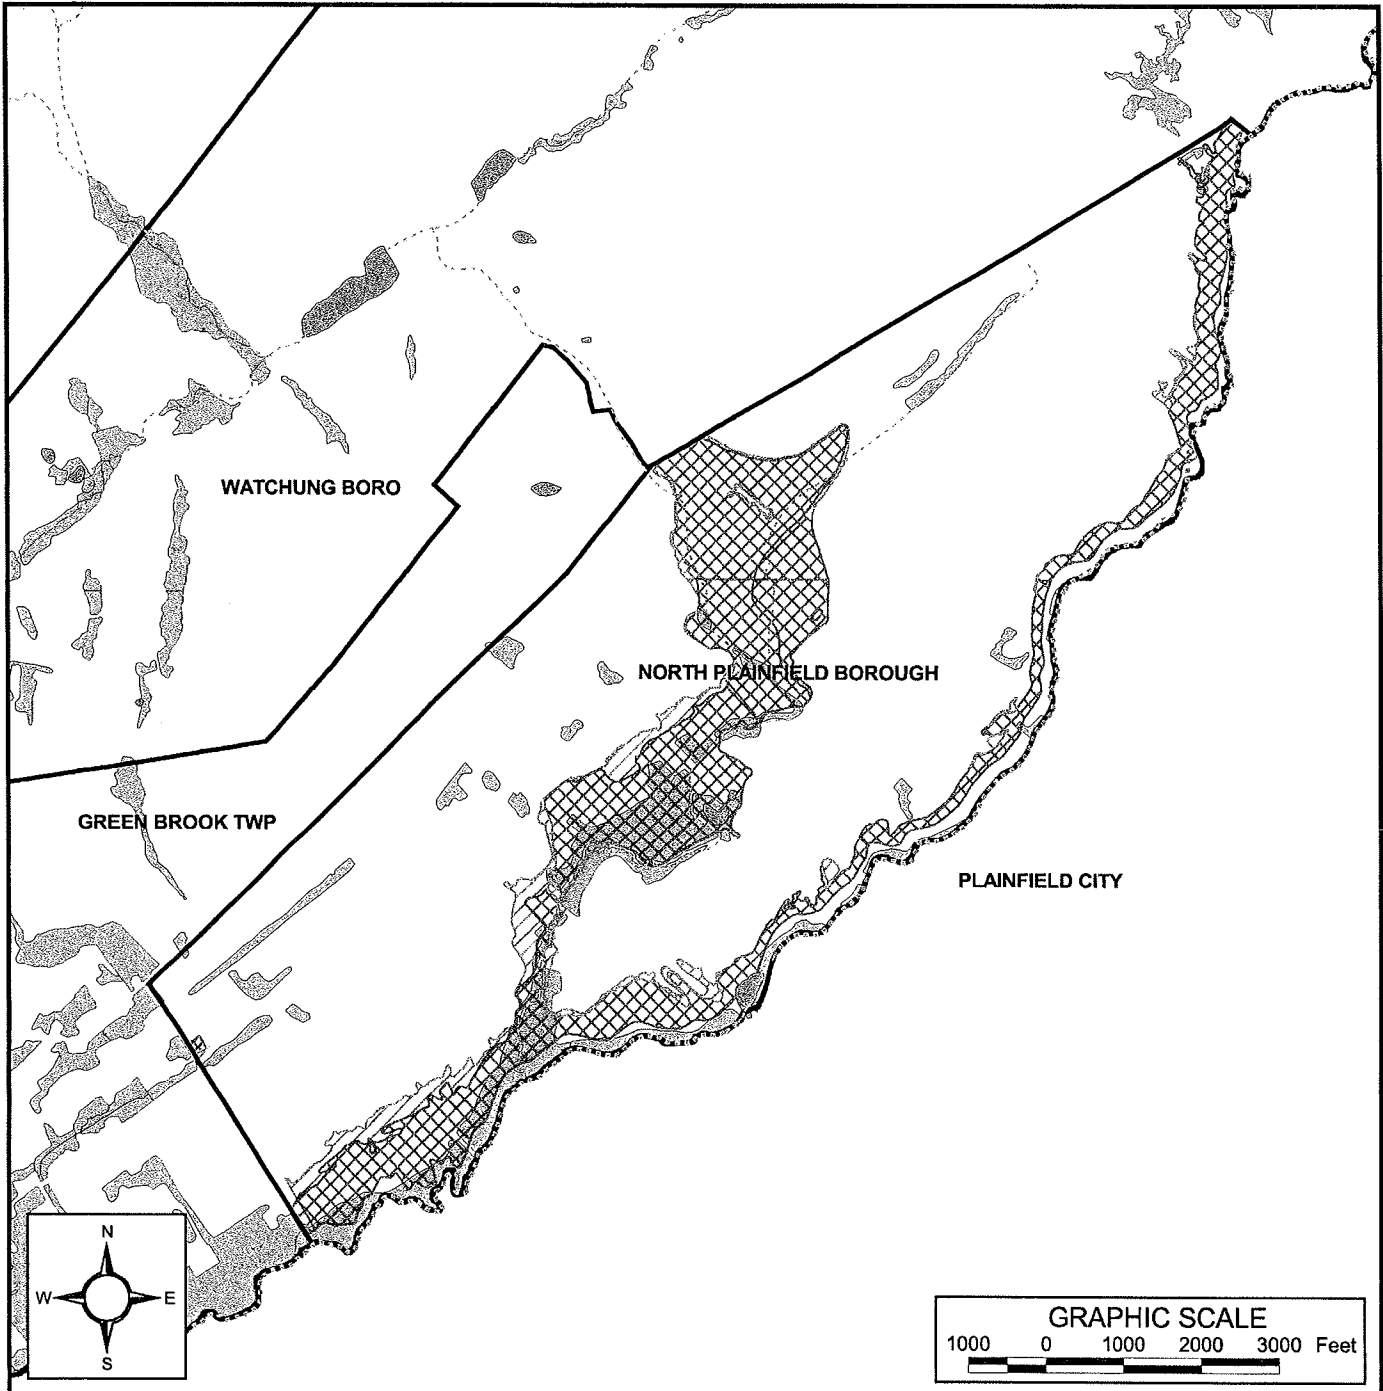 WATCHUNG BORO
NORTH PLAINFIELD BOROUGH
GREEN BROOK TWP
PLAINFIELD CITY
N
W E
S
GRAPHIC SCALE
1000 0 1000 2000 3000 Feet